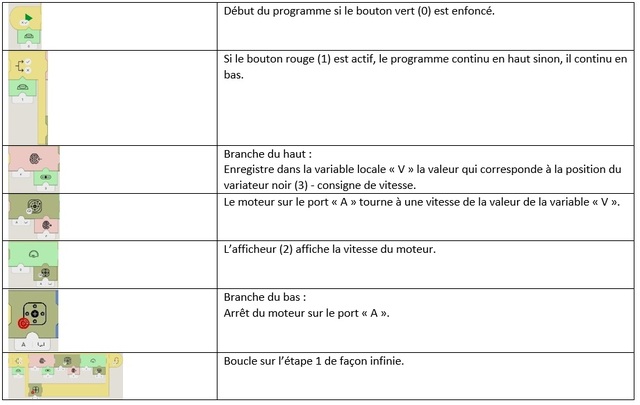 Début du programme si le bouton vert (0) est enfoncé.
Si le bouton rouge (1) est actif, le programme continu en haut sinon, il continu en
bas.
Branche du haut :
Enregistre dans la variable locale « V » la valeur qui corresponde à la position du
variateur noir (3) - consigne de vitesse.
Le moteur sur le port « A » tourne à une vitesse de la valeur de la variable « V ».
L’afficheur (2) affiche la vitesse du moteur.
Branche du bas :
Arrêt du moteur sur le port « A ».
A
Boucle sur l’étape 1 de façon infinie.